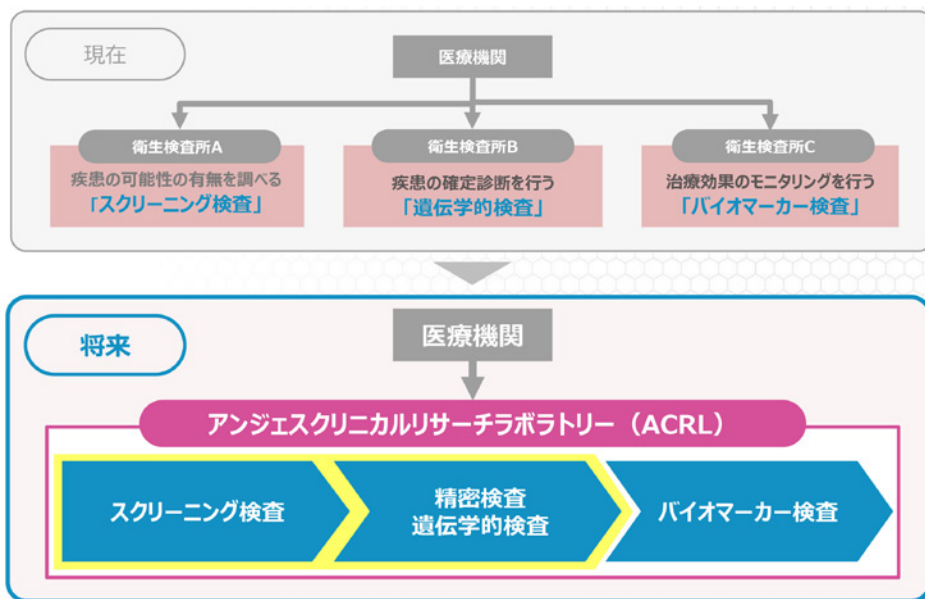 現在
医療機関
衛生検査所A
疾患の可能性の有無を調べる
「スクリーニング検査」
衛生検査所B
疾患の確定診断を行う
「遺伝学的検査」
衛生検査所C
治療効果のモニタリングを行う
「バイオマーカー検査」
将来
医療機関
アンジェスクリニカルリサーチラボラトリー（ACRL）
スクリーニング検査
精密検査
遺伝学的検査
バイオマーカー検査